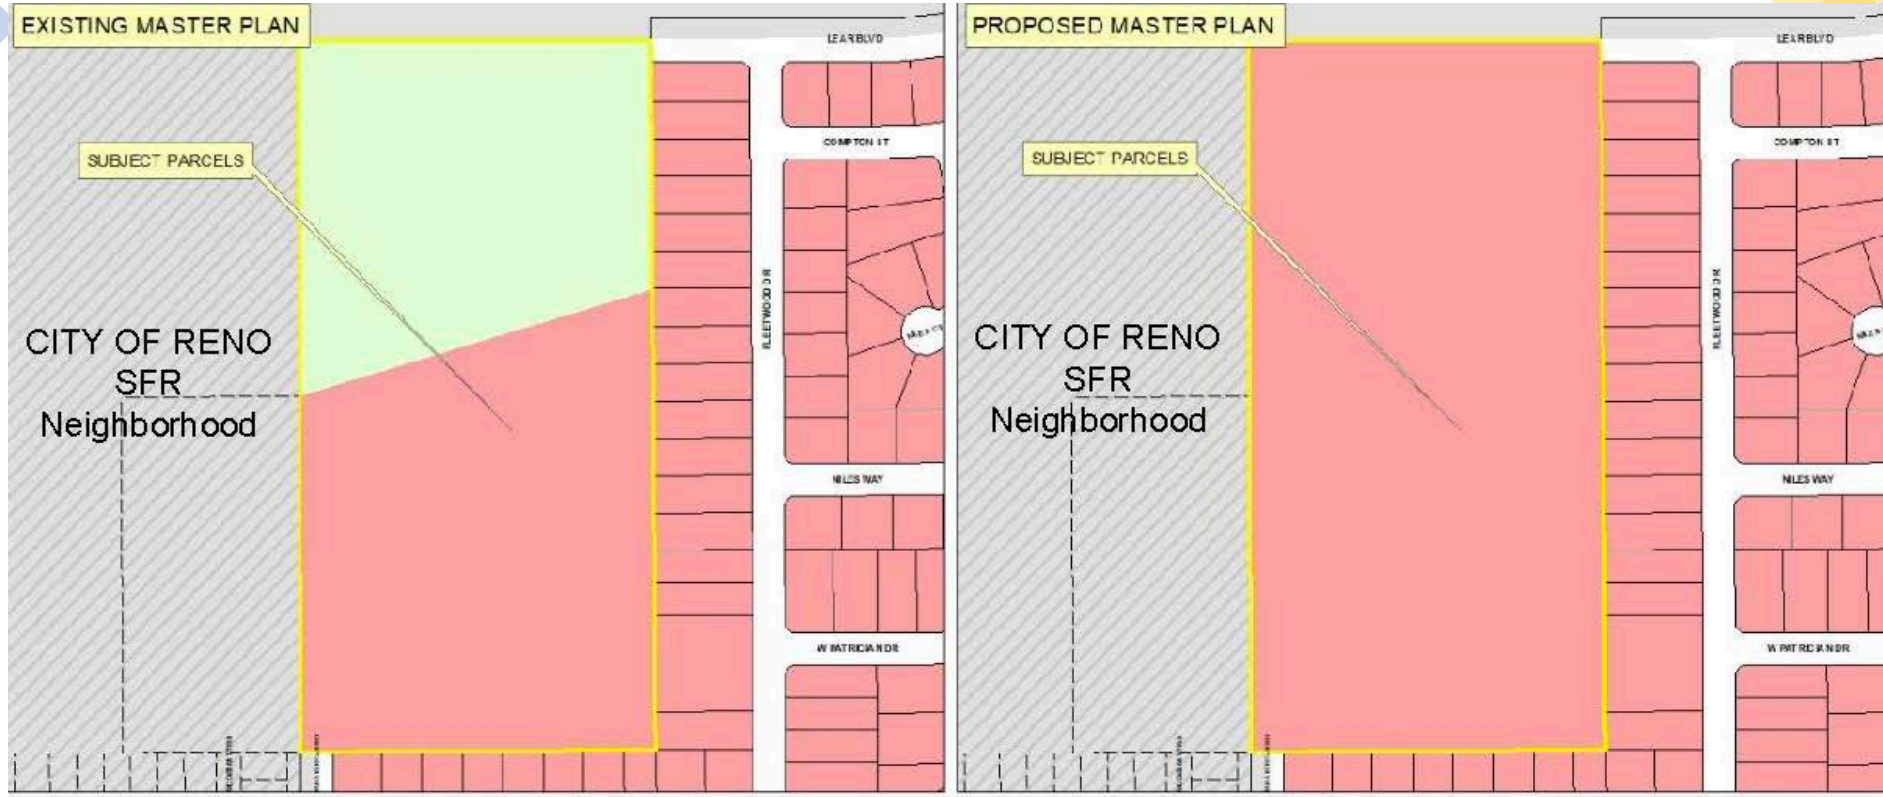 EXISTING MASTER PLAN
LEAR BLVD
SUBJECT PARCELS
COMPTON ST
FLEETWOOD DR
CITY OF RENO
SFR
Neighborhood
NILES WAY
W PATRICIAN DR
PROPOSED MASTER PLAN
LEAR BLVD
SUBJECT PARCELS
COMPTON ST
FLEETWOOD DR
CITY OF RENO
SFR
Neighborhood
NILES WAY
W PATRICIAN DR